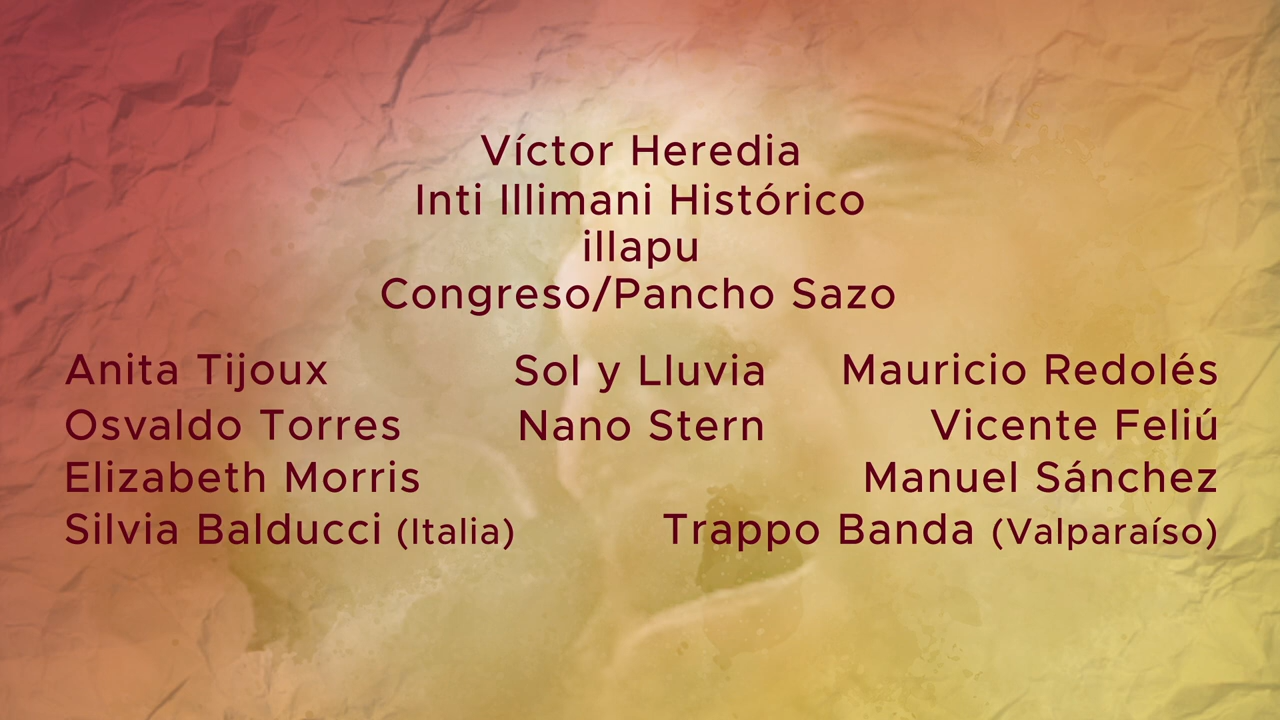 Víctor Heredia
Inti Illimani Histórico
illapu
Congreso/Pancho Sazo
Anita Tijoux Sol y Lluvia Mauricio Redolés
Osvaldo Torres Nano Stern Vicente Feliú
Elizabeth Morris Manuel Sánchez
Silvia Balducci (Italia) Trappo Banda (Valparaíso)